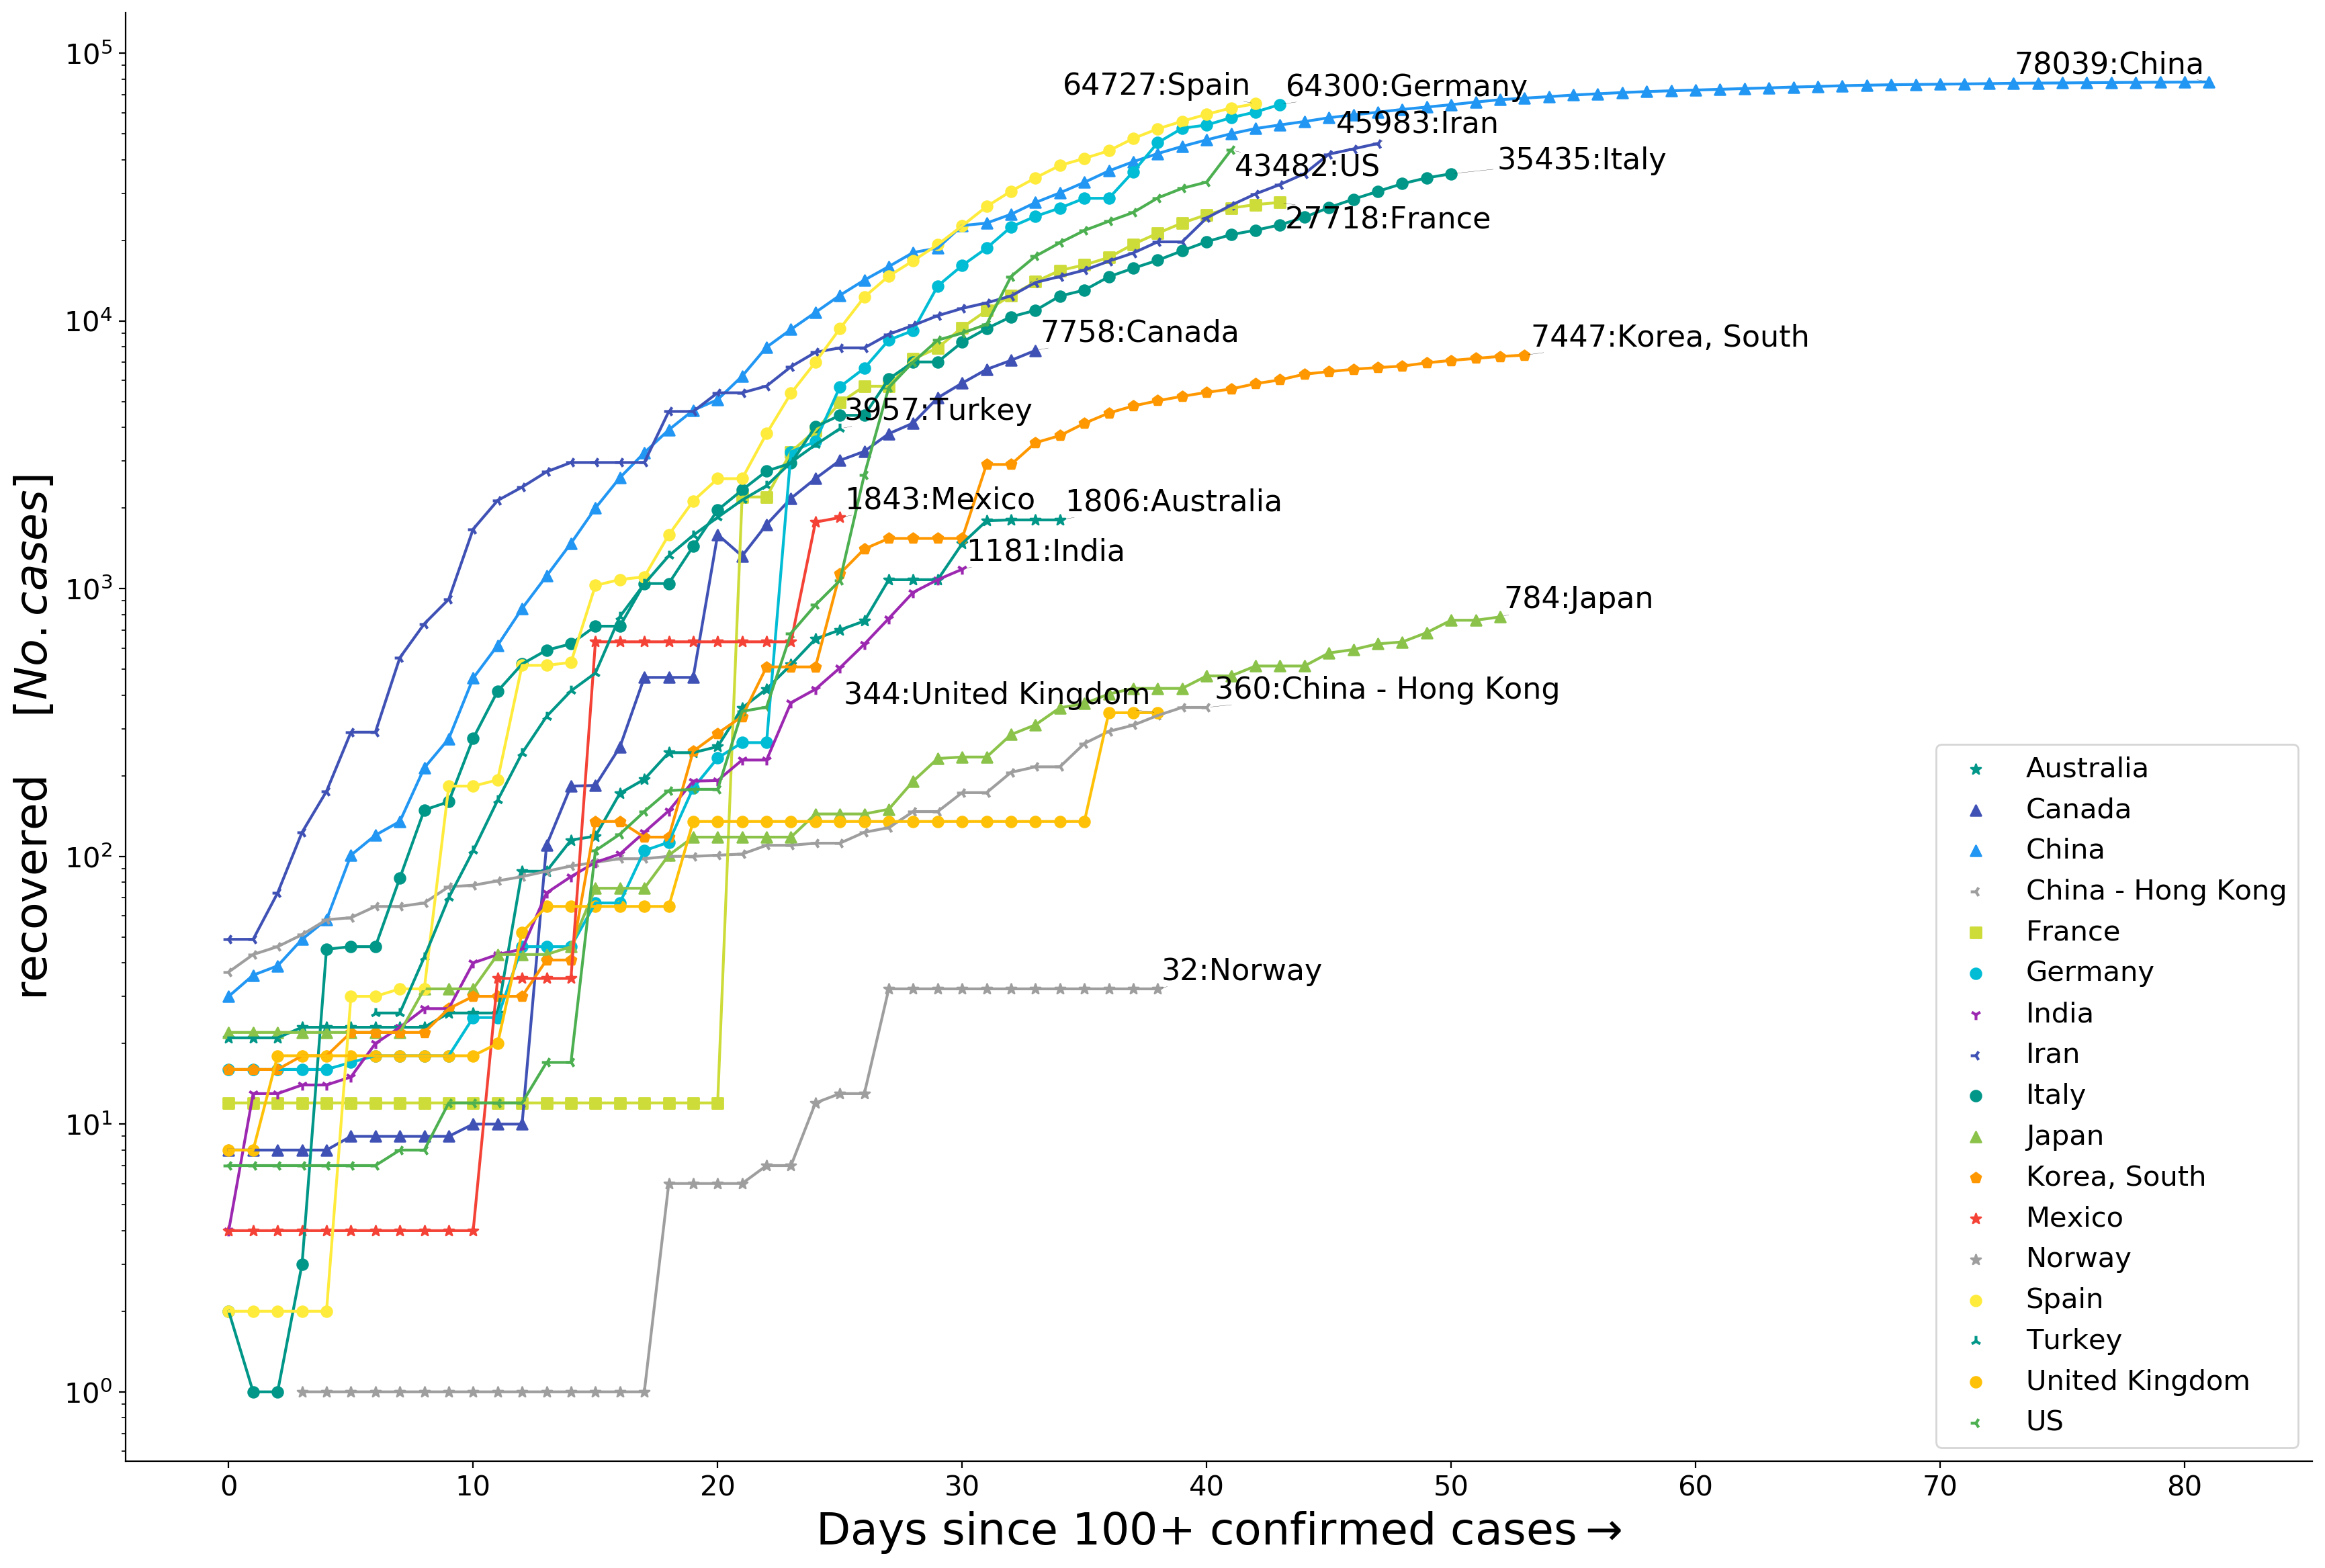 10^5
10^4
10^3
10^2
10^1
10^0
recovered [No. cases]
78039:China
64727:Spain
64300:Germany
45983:Iran
43482:US
35435:Italy
27718:France
7758:Canada
7447:Korea, South
3957:Turkey
1843:Mexico
1806:Australia
1181:India
784:Japan
344:United Kingdom
360:China - Hong Kong
32:Norway
Australia
Canada
China
China - Hong Kong
France
Germany
India
Iran
Italy
Japan
Korea, South
Mexico
Norway
Spain
Turkey
United Kingdom
US
0 10 20 30 40 50 60 70 80
Days since 100+ confirmed cases→